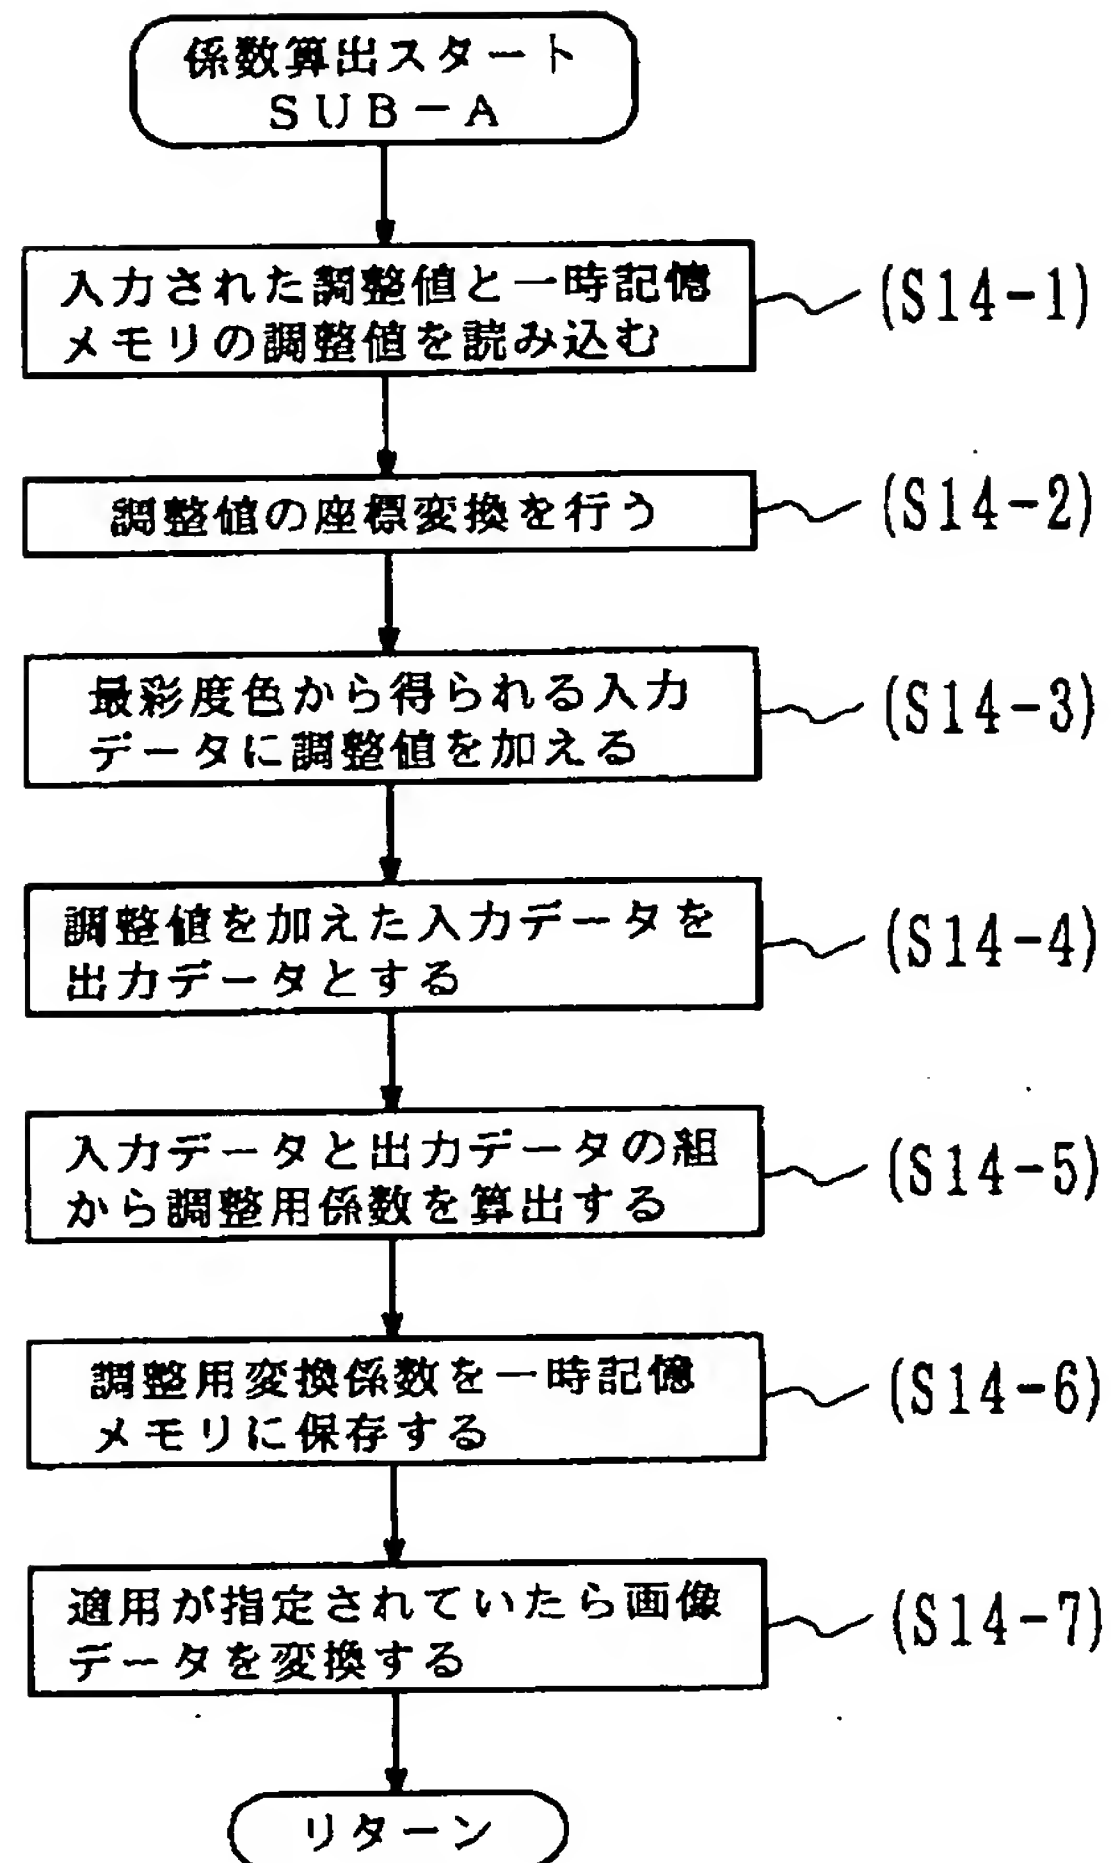 係数算出スタート
SUB-A
入力された調整値と一時記憶
メモリの調整値を読み込む
(S14-1)
調整値の座標変換を行う
(S14-2)
最彩度色から得られる入力
データに調整値を加える
(S14-3)
調整値を加えた入力データを
出力データとする
(S14-4)
入力データと出力データの組
から調整用係数を算出する
(S14-5)
調整用変換係数を一時記憶
メモリに保存する
(S14-6)
適用が指定されていたら画像
データを変換する
(S14-7)
リターン